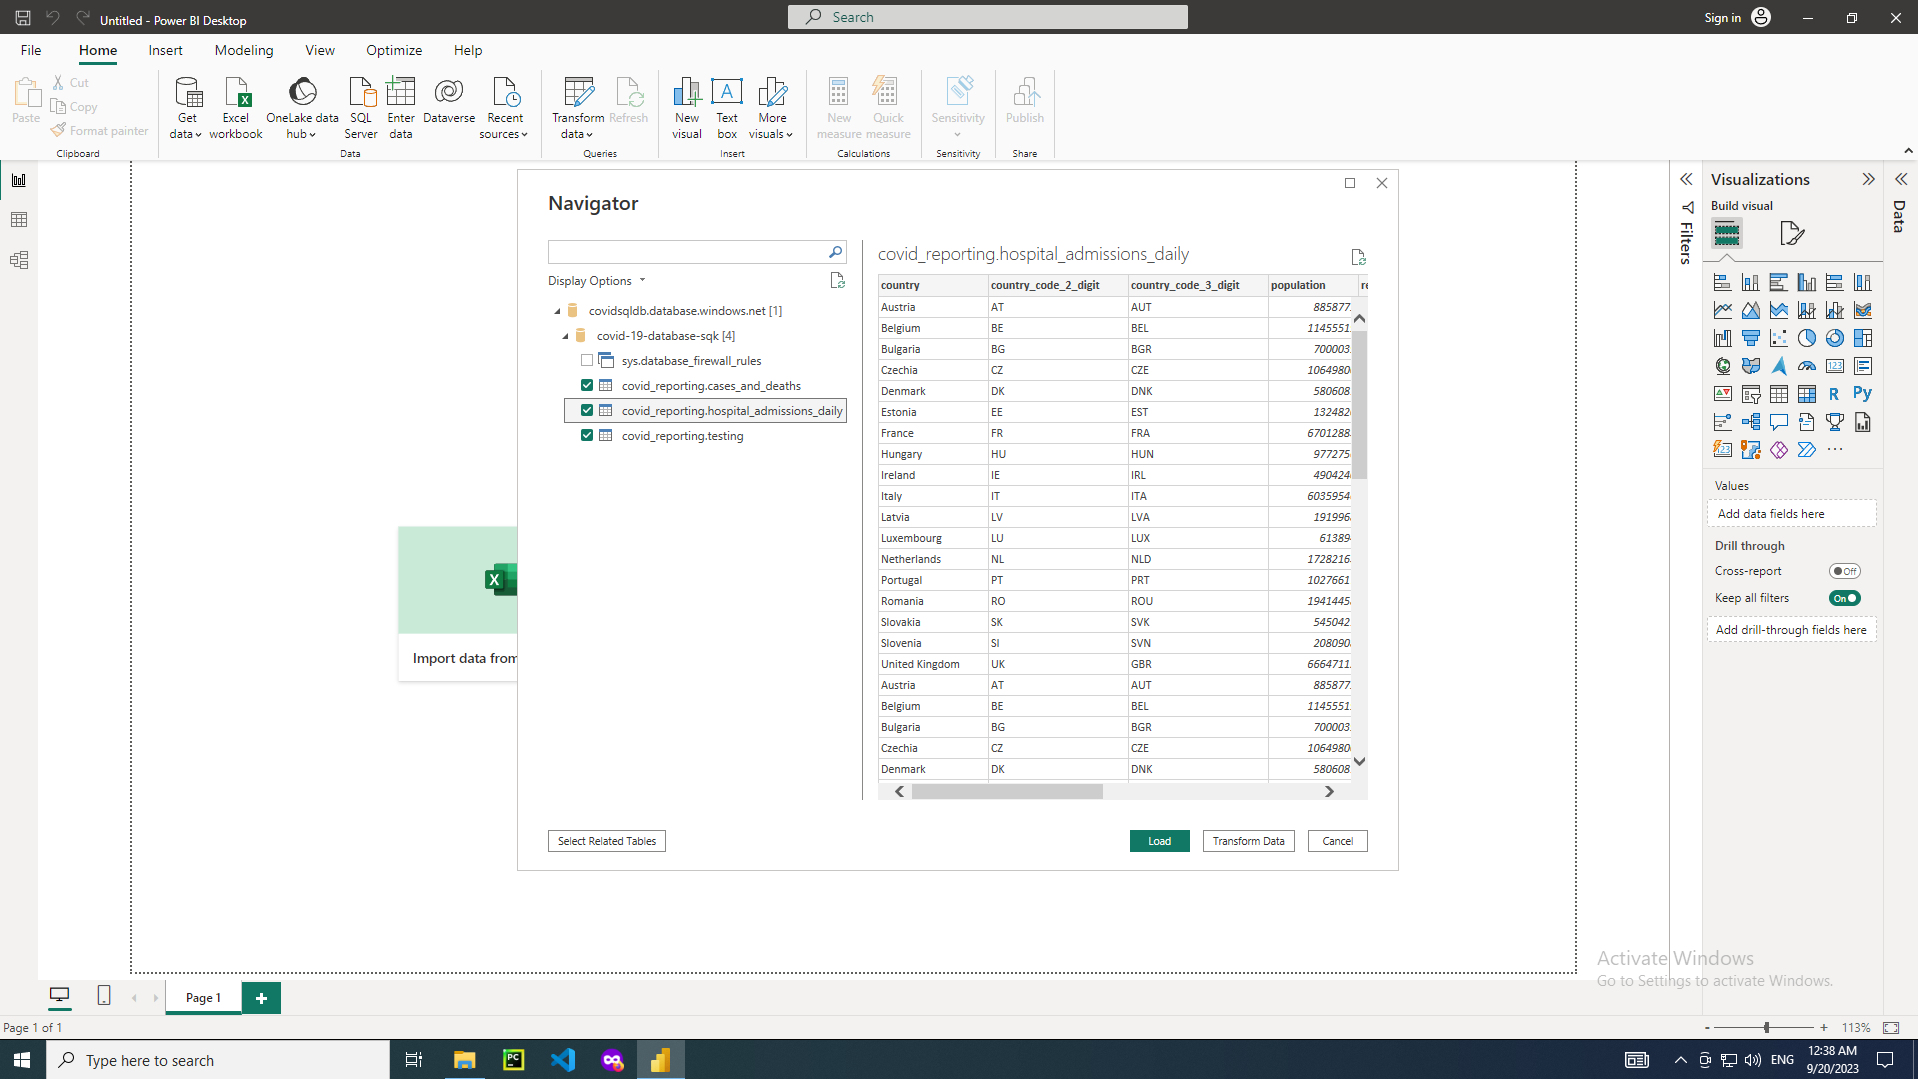 Untitled - Power BI Desktop
Search
Sign in
File Home Insert Modeling View Optimize Help
Paste
Cut
Copy
Format painter
Clipboard
Get data
Excel workbook
OneLake data hub
SQL Server
Enter data
Dataverse
Recent sources
Data
Transform data
Refresh
Queries
New visual
Text box
More visuals
Insert
New measure
Quick measure
Calculations
Sensitivity
Sensitivity
Publish
Share
Navigator
Display Options
covidsqldb.database.windows.net [1]
covid-19-database-sqk [4]
sys.database_firewall_rules
covid_reporting.cases_and_deaths
covid_reporting.hospital_admissions_daily
covid_reporting.testing
covid_reporting.hospital_admissions_daily
country country_code_2_digit country_code_3_digit population
Austria AT AUT 885877
Belgium BE BEL 1145551
Bulgaria BG BGR 700003
Czechia CZ CZE 1064980
Denmark DK DNK 580608
Estonia EE EST 132482
France FR FRA 6701288
Hungary HU HUN 977275
Ireland IE IRL 490424
Italy IT ITA 6035954
Latvia LV LVA 191996
Luxembourg LU LUX 61389
Netherlands NL NLD 1728216
Portugal PT PRT 1027661
Romania RO ROU 1941445
Slovakia SK SVK 545042
Slovenia SI SVN 208090
United Kingdom UK GBR 6664711
Austria AT AUT 885877
Belgium BE BEL 1145551
Bulgaria BG BGR 700003
Czechia CZ CZE 1064980
Denmark DK DNK 580608
Select Related Tables
Load
Transform Data
Cancel
Import data from
Filters
Visualizations
Build visual
Data
123
R
Py
123
Values
Add data fields here
Drill through
Cross-report Off
Keep all filters On
Add drill-through fields here
Activate Windows
Go to Settings to activate Windows.
Page 1
Page 1 of 1
- + 113%
Type here to search
PC
ENG
12:38 AM
9/20/2023